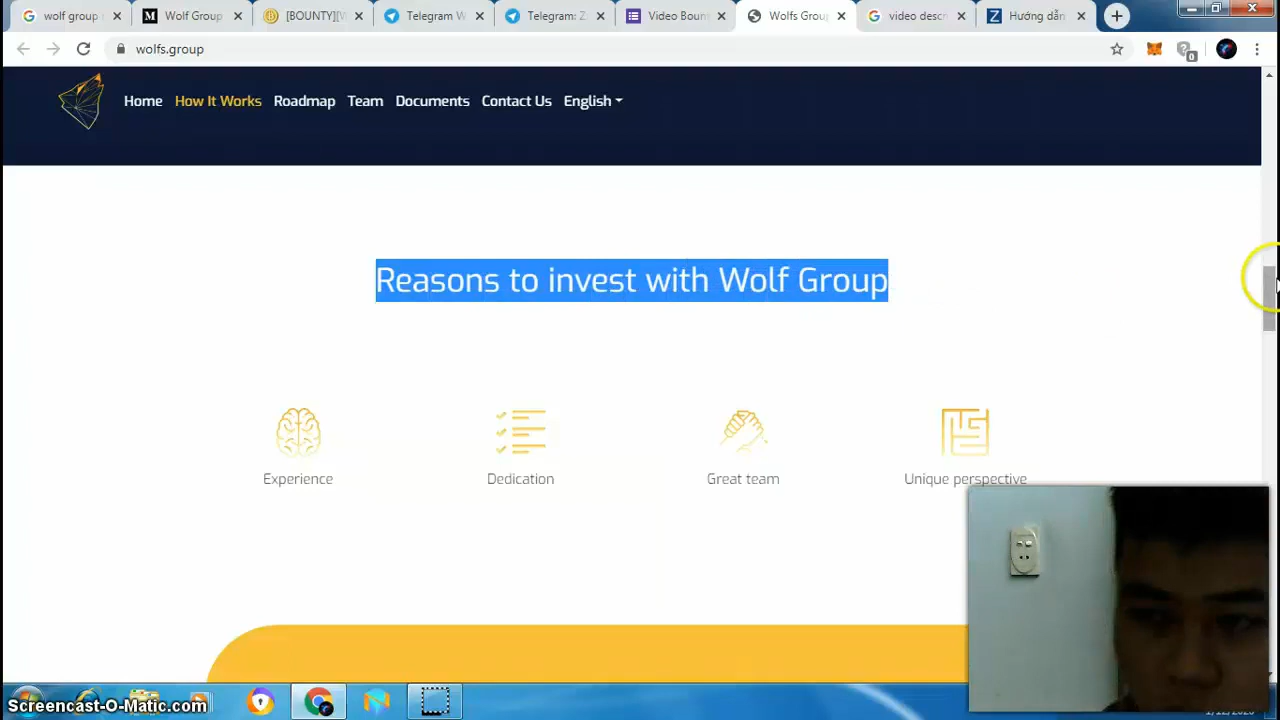 wolf group
Wolf Group
[BOUNTY][W
Telegram W
Telegram: Z
Video Boun
Wolfs Grou
video descr
Hướng dẫn
wolfs.group
0
Home
How It Works
Roadmap
Team
Documents
Contact Us
English
Reasons to invest with Wolf Group
Experience
Dedication
Great team
Unique perspective
Screencast-O-Matic.com